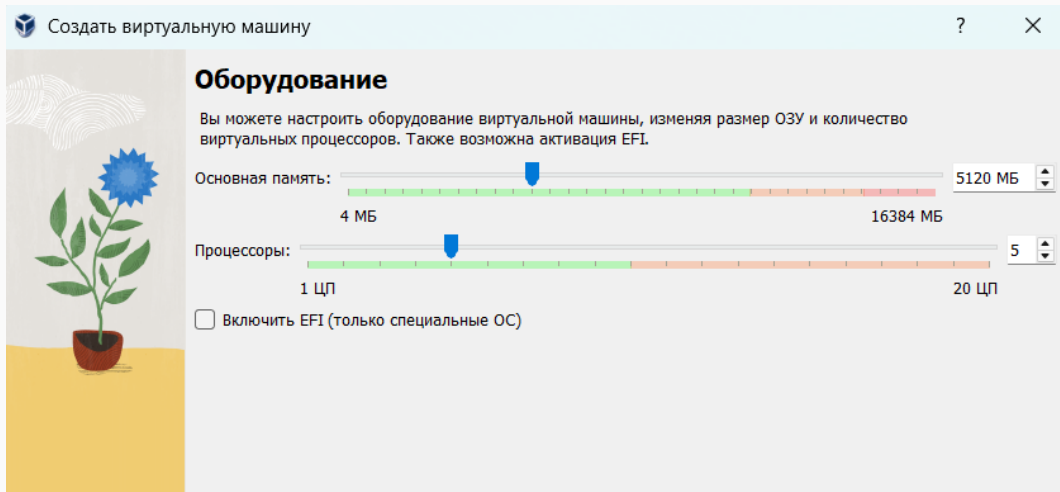 Создать виртуальную машину
?
Оборудование
Вы можете настроить оборудование виртуальной машины, изменяя размер ОЗУ и количество
виртуальных процессоров. Также возможна активация EFI.
Основная память:
5120 МБ
4 МБ
16384 МБ
Процессоры:
5
1 ЦП
20 ЦП
Включить EFI (только специальные ОС)